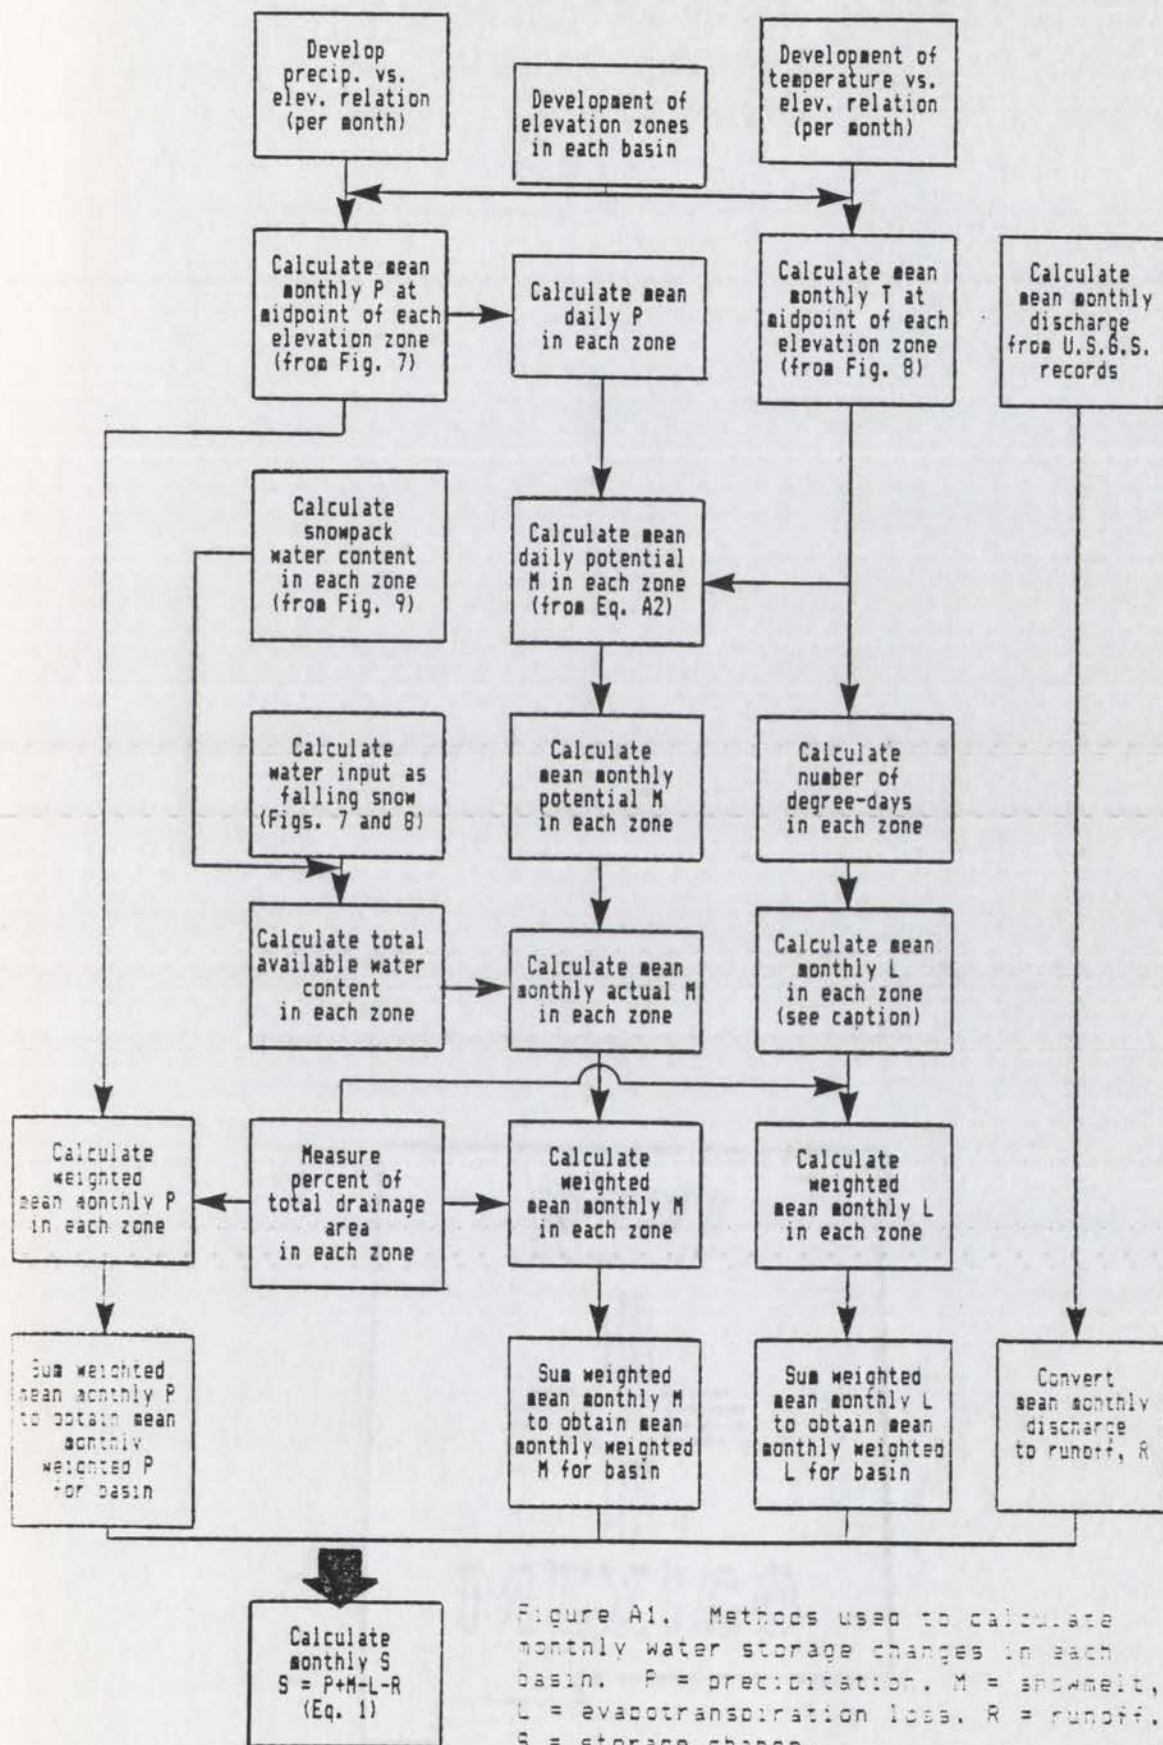 Develop
precip. vs.
elev. relation
(per month)
Development of
elevation zones
in each basin
Development of
temperature vs.
elev. relation
(per month)
Calculate mean
monthly P at
midpoint of each
elevation zone
(from Fig. 7)
Calculate mean
daily P
in each zone
Calculate mean
monthly T at
midpoint of each
elevation zone
(from Fig. 8)
Calculate
mean monthly
discharge
from U.S.G.S.
records
Calculate
snowpack
water content
in each zone
(from Fig. 9)
Calculate mean
daily potential
M in each zone
(from Eq. A2)
Calculate
water input as
falling snow
(Figs. 7 and 8)
Calculate
mean monthly
potential M
in each zone
Calculate
number of
degree-days
in each zone
Calculate total
available water
content
in each zone
Calculate mean
monthly actual M
in each zone
Calculate mean
monthly L
in each zone
(see caption)
Calculate
weighted
mean monthly P
in each zone
Measure
percent of
total drainage
area
in each zone
Calculate
weighted
mean monthly M
in each zone
Calculate
weighted
mean monthly L
in each zone
Sum weighted
mean monthly P
to obtain mean
monthly
weighted P
for basin
Sum weighted
mean monthly M
to obtain mean
monthly weighted
M for basin
Sum weighted
mean monthly L
to obtain mean
monthly weighted
L for basin
Convert
mean monthly
discharge
to runoff, R
Calculate
monthly S
S = P+M-L-R
(Eq. 1)
Figure A1. Methods used to calculate
monthly water storage changes in each
basin. P = precipitation, M = snowmelt,
L = evapotranspiration loss, R = runoff,
S = storage change